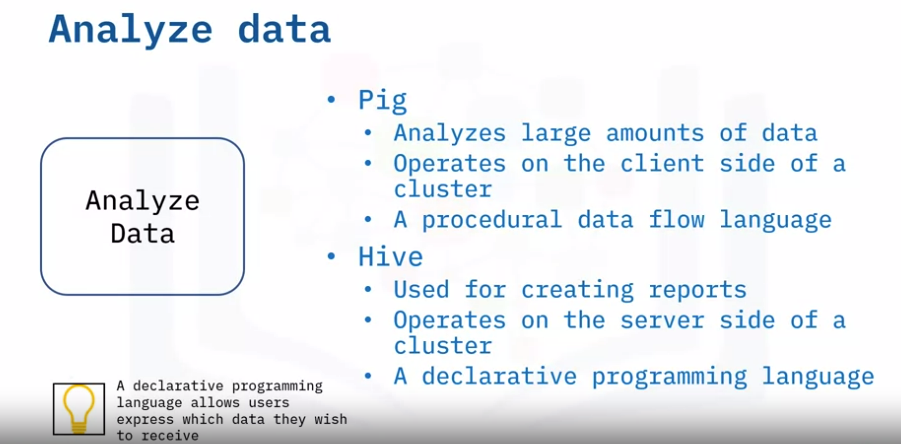 Analyze data
Analyze
Data
• Pig
• Analyzes large amounts of data
• Operates on the client side of a
cluster
• A procedural data flow language
• Hive
• Used for creating reports
• Operates on the server side of a
cluster
• A declarative programming language
A declarative programming
language allows users
express which data they wish
to receive